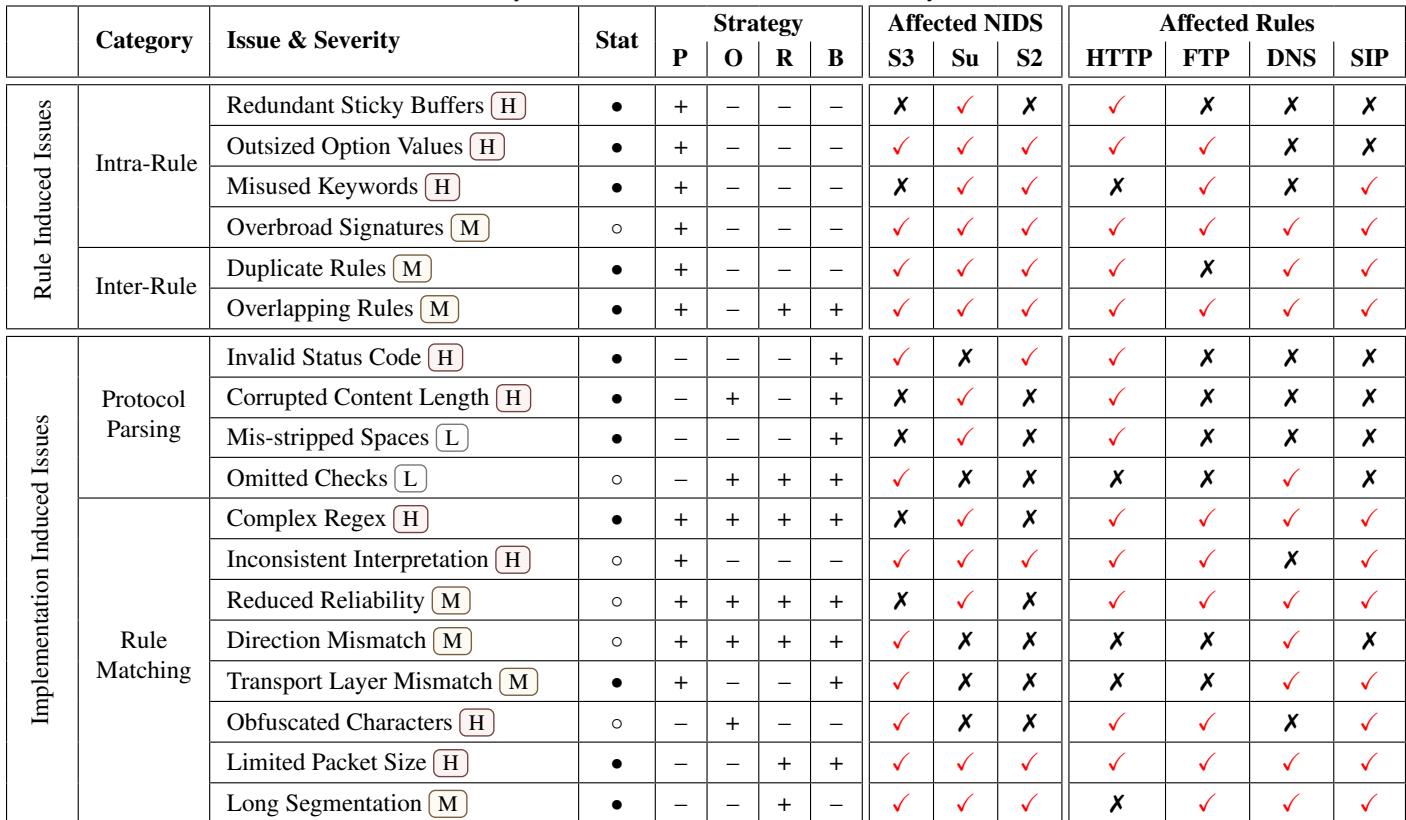 Category Issue & Severity Stat Strategy Affected NIDS Affected Rules
P O R B S3 Su S2 HTTP FTP DNS SIP
Rule Induced Issues
Intra-Rule
Redundant Sticky Buffers H ● + – – – ✗ ✓ ✗ ✓ ✗ ✗ ✗
Outsized Option Values H ● + – – – ✓ ✓ ✓ ✓ ✓ ✗ ✗
Misused Keywords H ● + – – – ✗ ✓ ✓ ✗ ✓ ✗ ✓
Overbroad Signatures M ○ + – – – ✓ ✓ ✓ ✓ ✓ ✓ ✓
Inter-Rule
Duplicate Rules M ● + – – – ✓ ✓ ✓ ✓ ✗ ✓ ✓
Overlapping Rules M ● + – + + ✓ ✓ ✓ ✓ ✓ ✓ ✓
Implementation Induced Issues
Protocol
Parsing
Invalid Status Code H ● – – – + ✓ ✗ ✓ ✓ ✗ ✗ ✗
Corrupted Content Length H ● – + – + ✗ ✓ ✗ ✓ ✗ ✗ ✗
Mis-stripped Spaces L ● – – – + ✗ ✓ ✗ ✓ ✗ ✗ ✗
Omitted Checks L ○ – + + + ✓ ✗ ✗ ✗ ✗ ✓ ✗
Rule
Matching
Complex Regex H ● + + + + ✗ ✓ ✗ ✓ ✓ ✓ ✓
Inconsistent Interpretation H ○ + – – – ✓ ✓ ✓ ✓ ✓ ✗ ✓
Reduced Reliability M ○ + + + + ✗ ✓ ✗ ✓ ✓ ✓ ✓
Direction Mismatch M ○ + + + + ✓ ✗ ✗ ✗ ✗ ✓ ✗
Transport Layer Mismatch M ● + – – + ✓ ✗ ✗ ✗ ✗ ✓ ✓
Obfuscated Characters H ○ – + – – ✓ ✗ ✗ ✓ ✓ ✗ ✓
Limited Packet Size H ● – – + + ✓ ✓ ✓ ✓ ✓ ✓ ✓
Long Segmentation M ● – – + – ✓ ✓ ✓ ✗ ✓ ✓ ✓